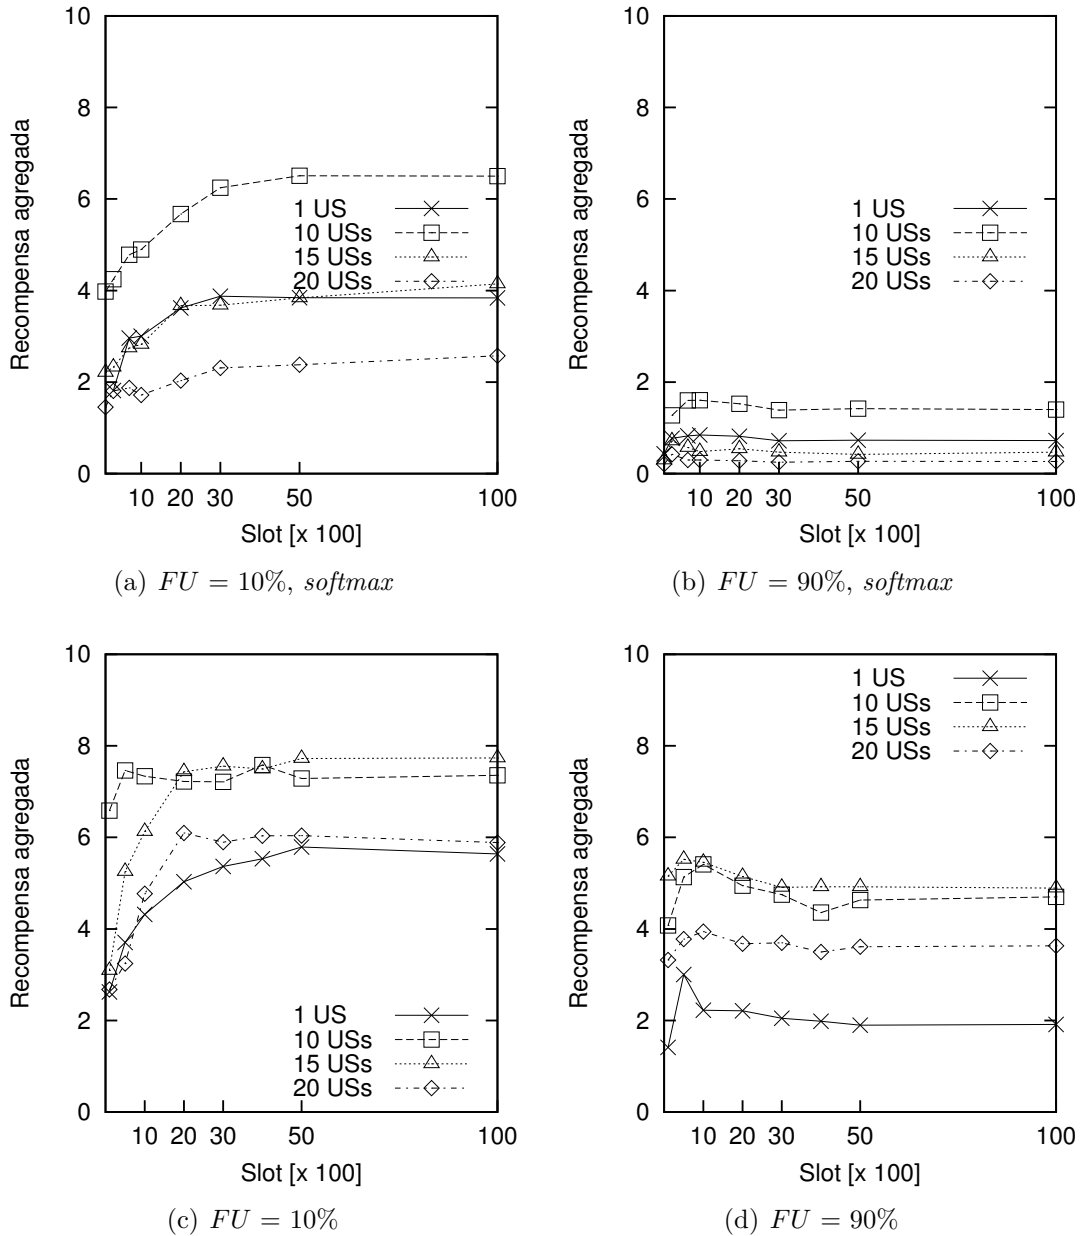 10
8
6
4
2
0
Recompensa agregada
1 US
10 USs
15 USs
20 USs
10 20 30 50 100
Slot [x 100]
(a) FU = 10%, softmax
10
8
6
4
2
0
Recompensa agregada
1 US
10 USs
15 USs
20 USs
10 20 30 50 100
Slot [x 100]
(b) FU = 90%, softmax
10
8
6
4
2
0
Recompensa agregada
1 US
10 USs
15 USs
20 USs
10 20 30 50 100
Slot [x 100]
(c) FU = 10%
10
8
6
4
2
0
Recompensa agregada
1 US
10 USs
15 USs
20 USs
10 20 30 50 100
Slot [x 100]
(d) FU = 90%